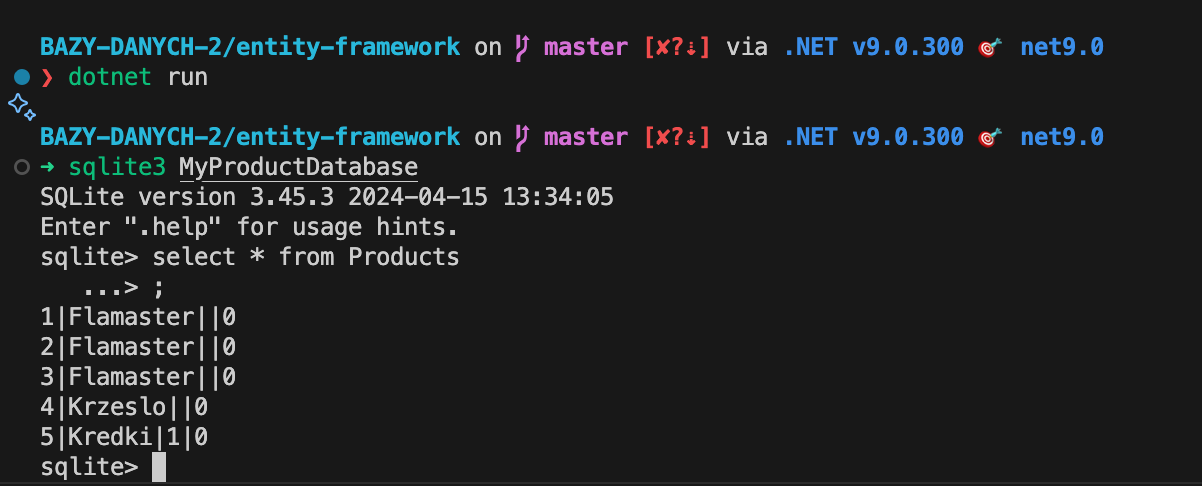 BAZY-DANYCH-2/entity-framework on master [✘?⇣] via .NET v9.0.300 🎯 net9.0
❯ dotnet run
BAZY-DANYCH-2/entity-framework on master [✘?⇣] via .NET v9.0.300 🎯 net9.0
➜ sqlite3 MyProductDatabase
SQLite version 3.45.3 2024-04-15 13:34:05
Enter ".help" for usage hints.
sqlite> select * from Products
...> ;
1|Flamaster||0
2|Flamaster||0
3|Flamaster||0
4|Krzeslo||0
5|Kredki|1|0
sqlite>